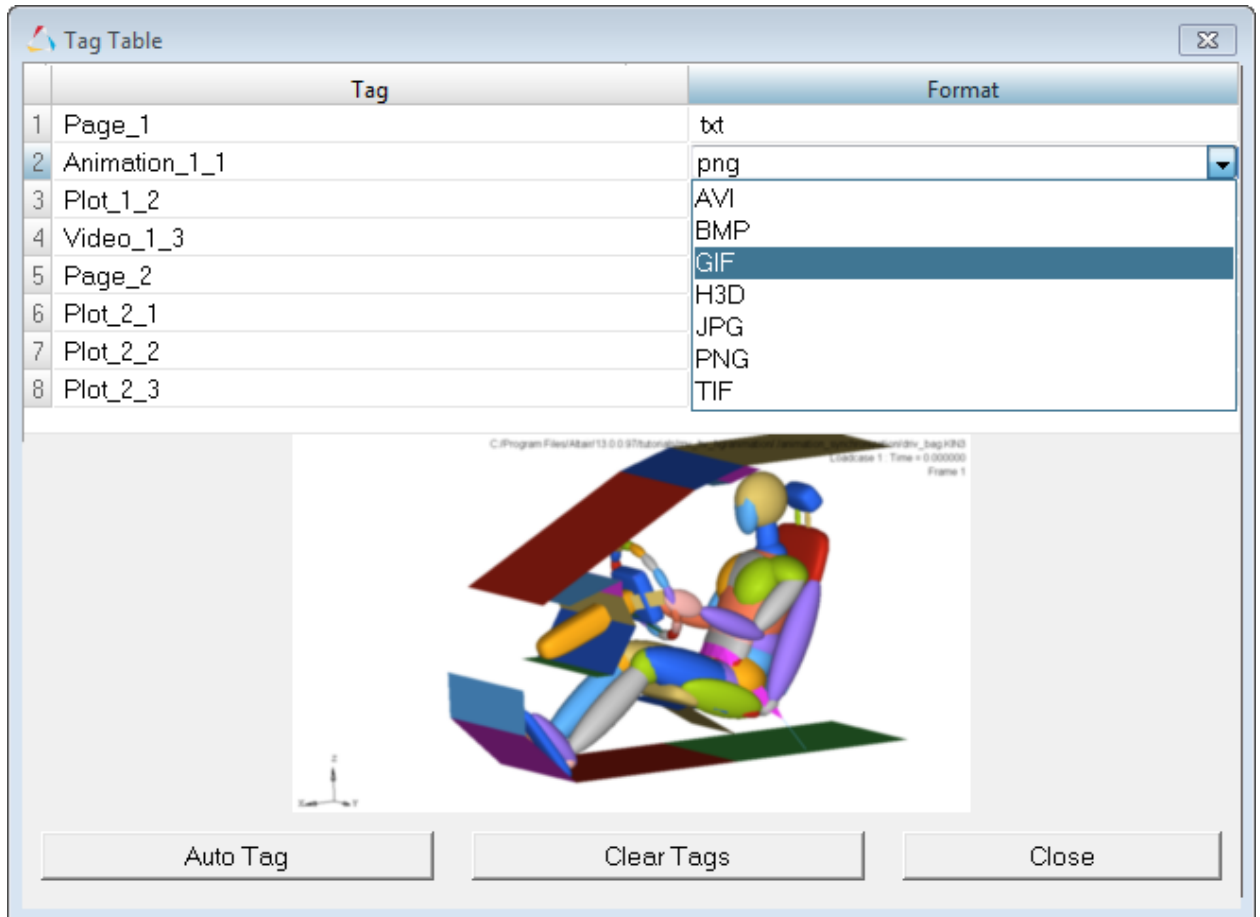 Tag Table
Tag Format
1 Page_1 txt
2 Animation_1_1 png
3 Plot_1_2 AVI
BMP
4 Video_1_3 GIF
5 Page_2 H3D
6 Plot_2_1 JPG
7 Plot_2_2 PNG
8 Plot_2_3 TIF
Loadcase 1 : Time = 0.000000
Frame 1
Z
X Y
Auto Tag Clear Tags Close